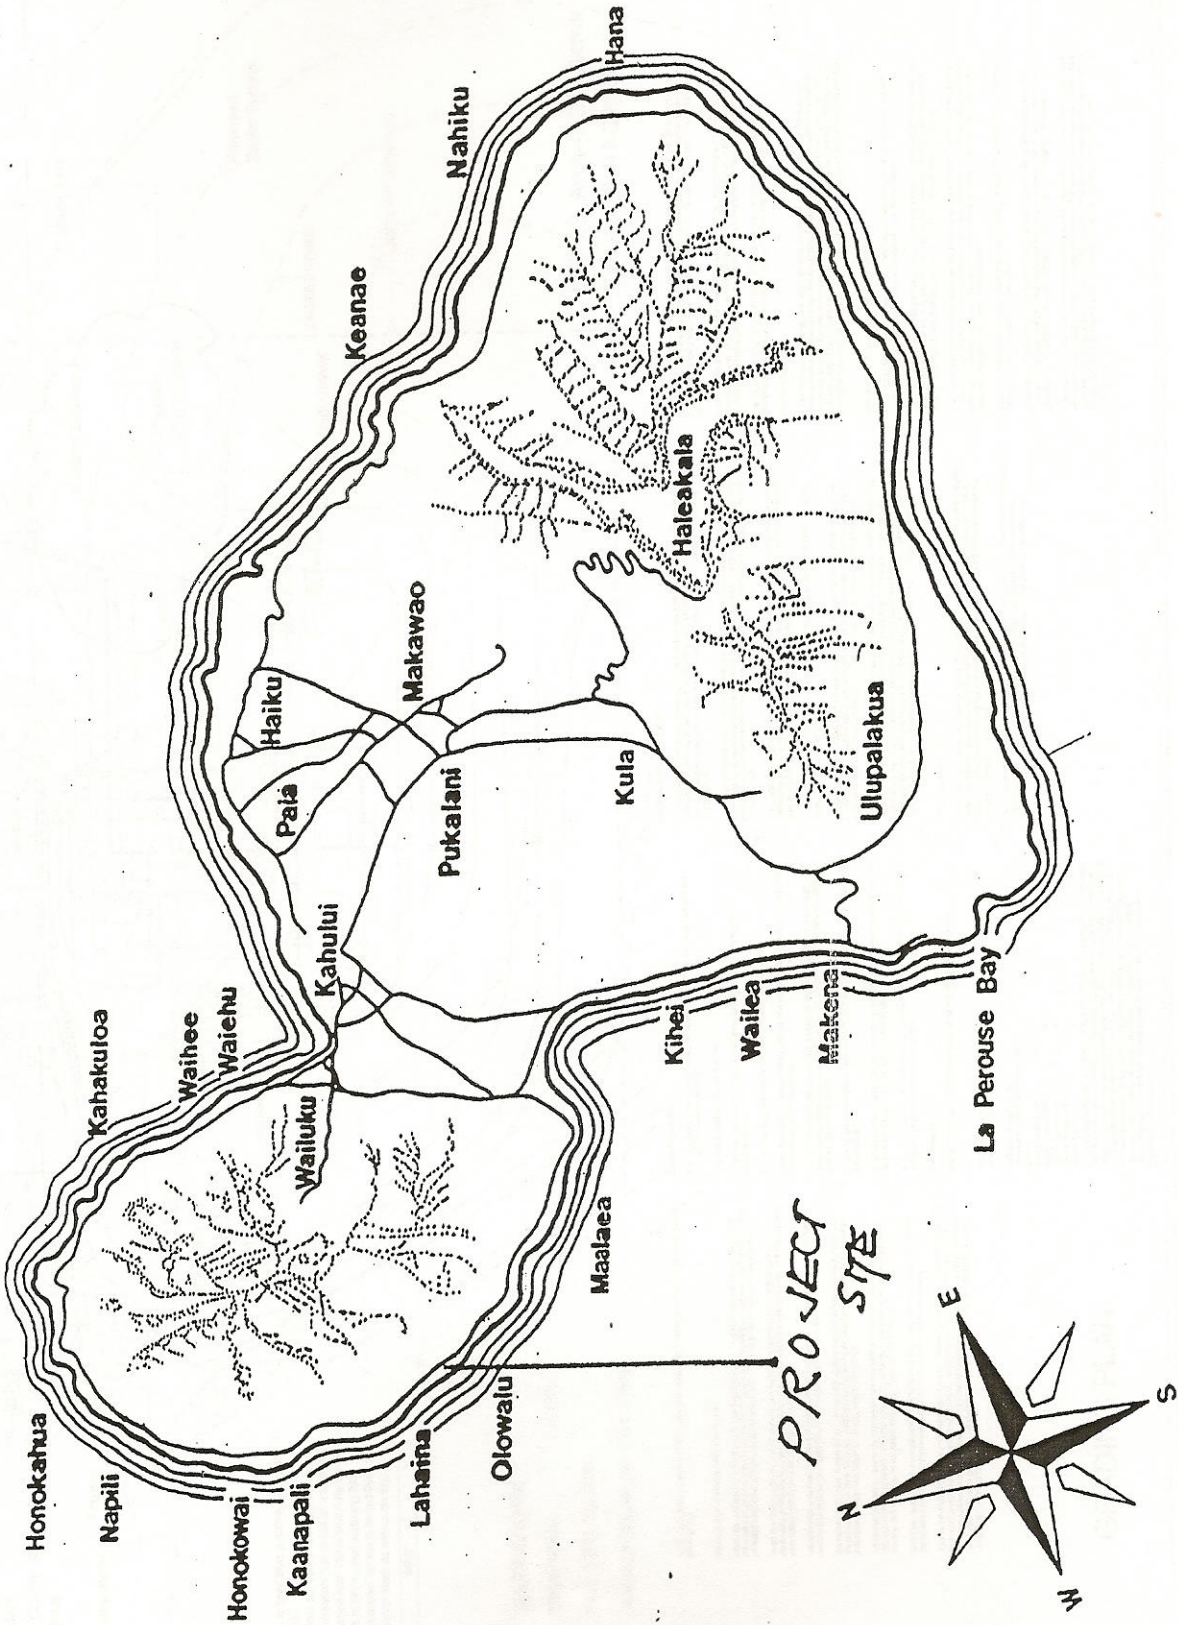 Honokahua
Napili
Honokowai
Kaanapali
Lahaina
Olowalu
Kahakuloa
Waihee
Waiehu
Wailuku
Maalaea
Kahului
Paia
Haiku
Makawao
Pukalani
Kula
Kihei
Wailea
Makena
La Perouse Bay
Ulupalakua
Haleakala
Keanae
Nahiku
Hana
PROJECT
SITE
N
E
S
W